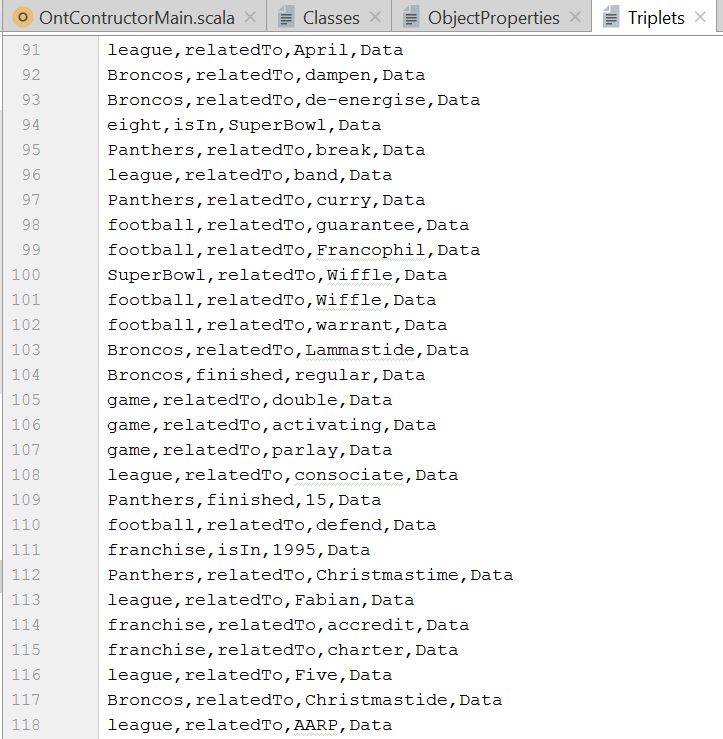 OntContructorMain.scala Classes ObjectProperties Triplets
91 league,relatedTo,April,Data
92 Broncos,relatedTo,dampen,Data
93 Broncos,relatedTo,de-energise,Data
94 eight,isIn,SuperBowl,Data
95 Panthers,relatedTo,break,Data
96 league,relatedTo,band,Data
97 Panthers,relatedTo,curry,Data
98 football,relatedTo,guarantee,Data
99 football,relatedTo,Francophil,Data
100 SuperBowl,relatedTo,Wiffle,Data
101 football,relatedTo,Wiffle,Data
102 football,relatedTo,warrant,Data
103 Broncos,relatedTo,Lammastide,Data
104 Broncos,finished,regular,Data
105 game,relatedTo,double,Data
106 game,relatedTo,activating,Data
107 game,relatedTo,parlay,Data
108 league,relatedTo,consociate,Data
109 Panthers,finished,15,Data
110 football,relatedTo,defend,Data
111 franchise,isIn,1995,Data
112 Panthers,relatedTo,Christmastime,Data
113 league,relatedTo,Fabian,Data
114 franchise,relatedTo,accredit,Data
115 franchise,relatedTo,charter,Data
116 league,relatedTo,Five,Data
117 Broncos,relatedTo,Christmastide,Data
118 league,relatedTo,AARP,Data